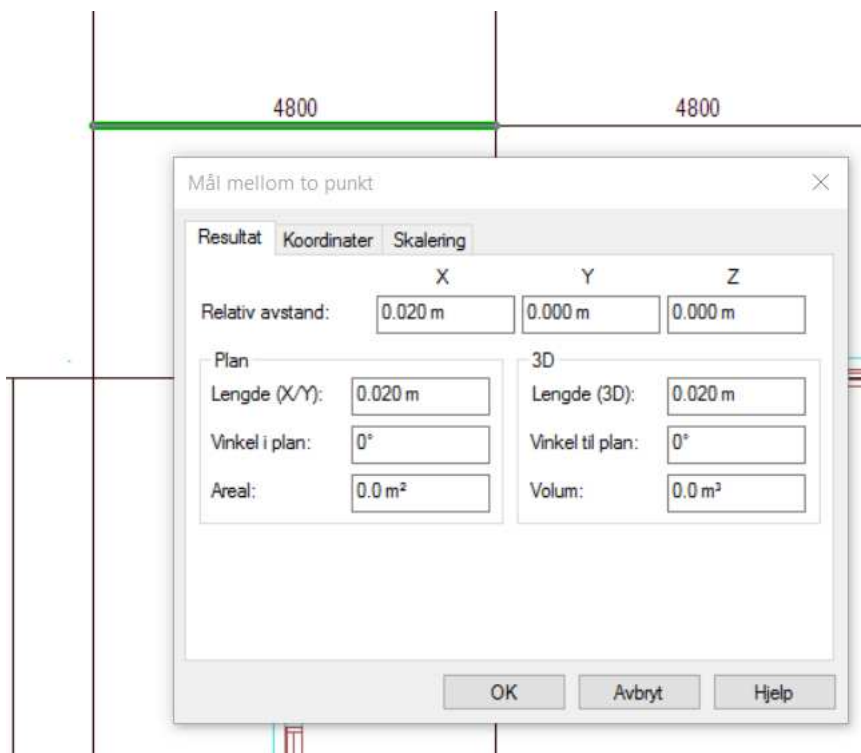 4800
4800
Mål mellom to punkt
Resultat Koordinater Skalering
X Y Z
Relativ avstand: 0.020 m 0.000 m 0.000 m
Plan 3D
Lengde (X/Y): 0.020 m Lengde (3D): 0.020 m
Vinkel i plan: 0° Vinkel til plan: 0°
Areal: 0.0 m² Volum: 0.0 m³
OK Avbryt Hjelp